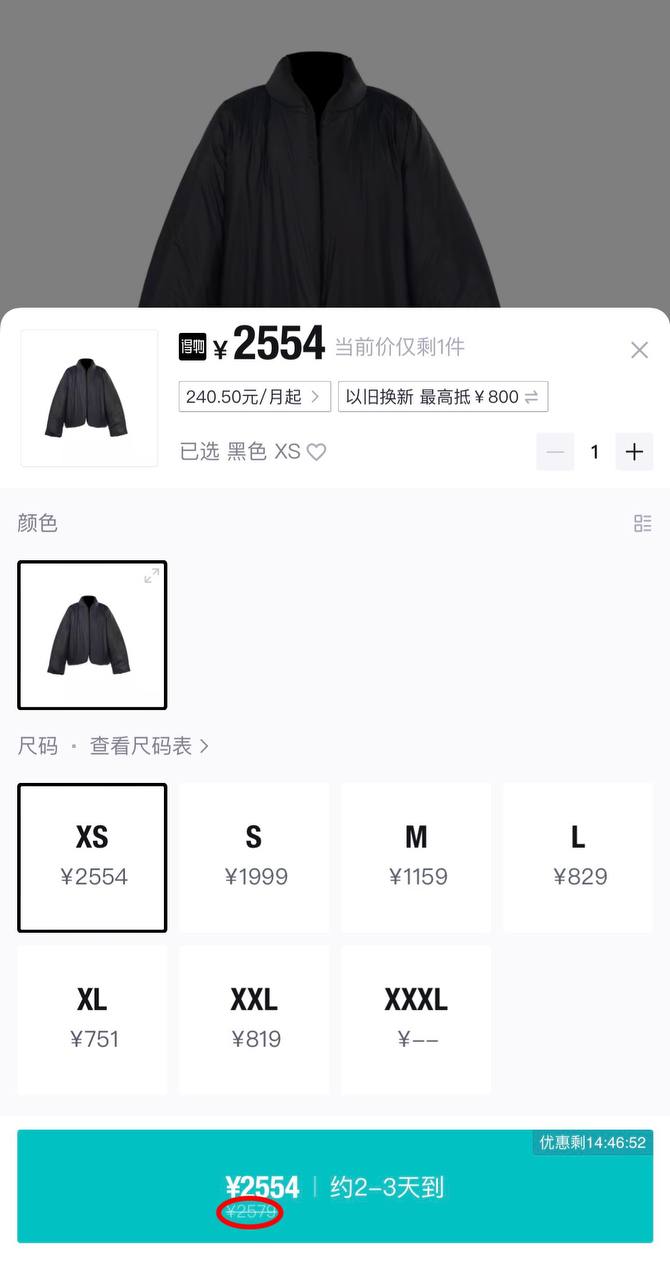 得物 ¥2554 当前价仅剩1件
240.50元/月起 > 以旧换新 最高抵¥800
已选 黑色 XS 1
颜色
尺码 · 查看尺码表 >
XS S M L
¥2554 ¥1999 ¥1159 ¥829
XL XXL XXXL
¥751 ¥819 ¥--
优惠剩14:46:52
¥2554 | 约2-3天到
¥2579